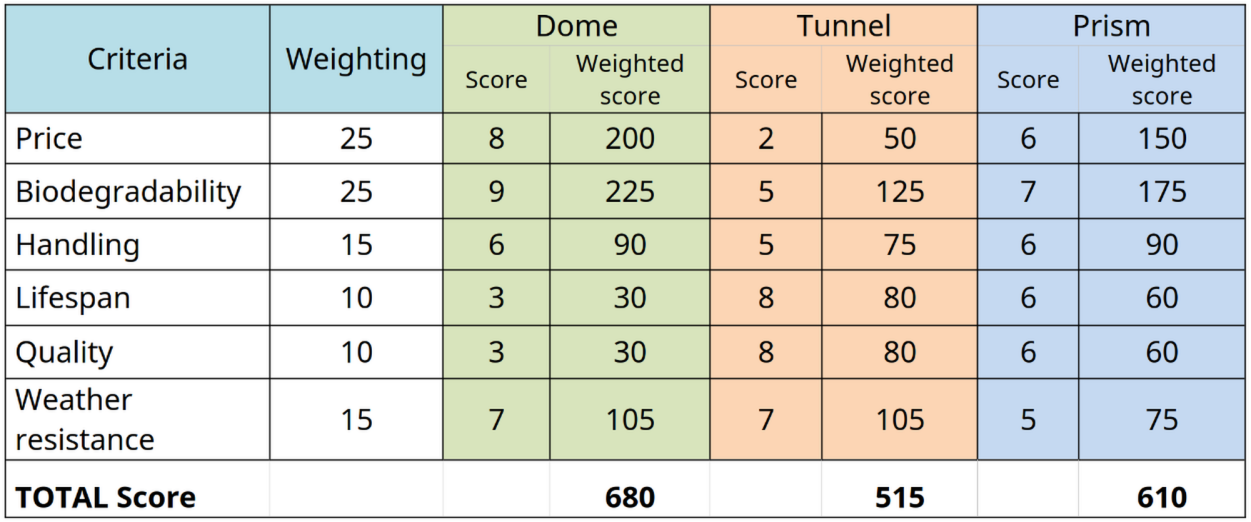 Criteria Weighting Dome Tunnel Prism
Score Weighted score Score Weighted score Score Weighted score
Price 25 8 200 2 50 6 150
Biodegradability 25 9 225 5 125 7 175
Handling 15 6 90 5 75 6 90
Lifespan 10 3 30 8 80 6 60
Quality 10 3 30 8 80 6 60
Weather resistance 15 7 105 7 105 5 75
TOTAL Score 680 515 610